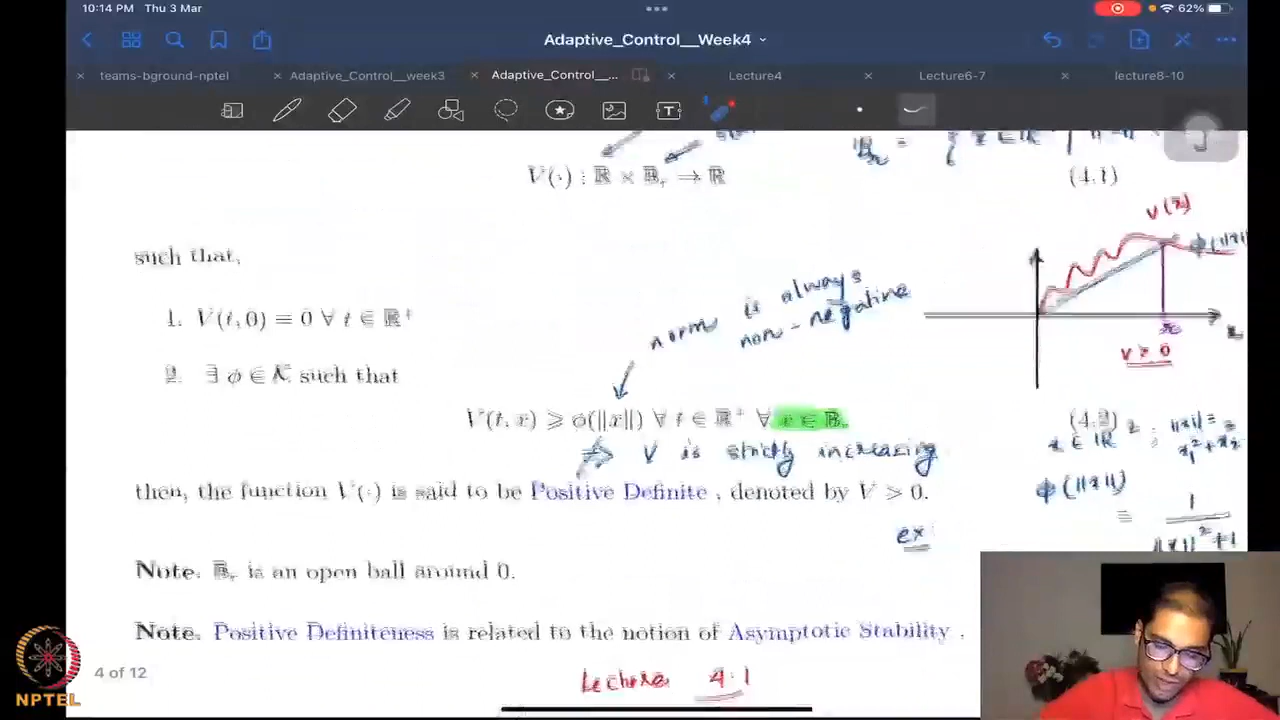 10:14 PM Thu 3 Mar
62%
Adaptive_Control__Week4
teams-bground-nptel
Adaptive_Control__week3
Adaptive_Control__...
Lecture4
Lecture6-7
lecture8-10
V(·) : ℝ × 𝔹ᵣ → ℝ
(4.1)
such that,
V(x)
1. V(t, 0) ≡ 0 ∀ t ∈ ℝ⁺
norm is always
non-negative
2. ∃ φ ∈ 𝒦 such that
V > 0
V(t, x) ⩾ φ(‖x‖) ∀ t ∈ ℝ⁺ ∀ x ∈ 𝔹ᵣ
⇏ V is strictly increasing
then, the function V(·) is said to be Positive Definite , denoted by V > 0.
φ(‖x‖)
ex
Note. 𝔹ᵣ is an open ball around 0.
Note. Positive Definiteness is related to the notion of Asymptotic Stability .
4 of 12
Lecture 4.1
NPTEL